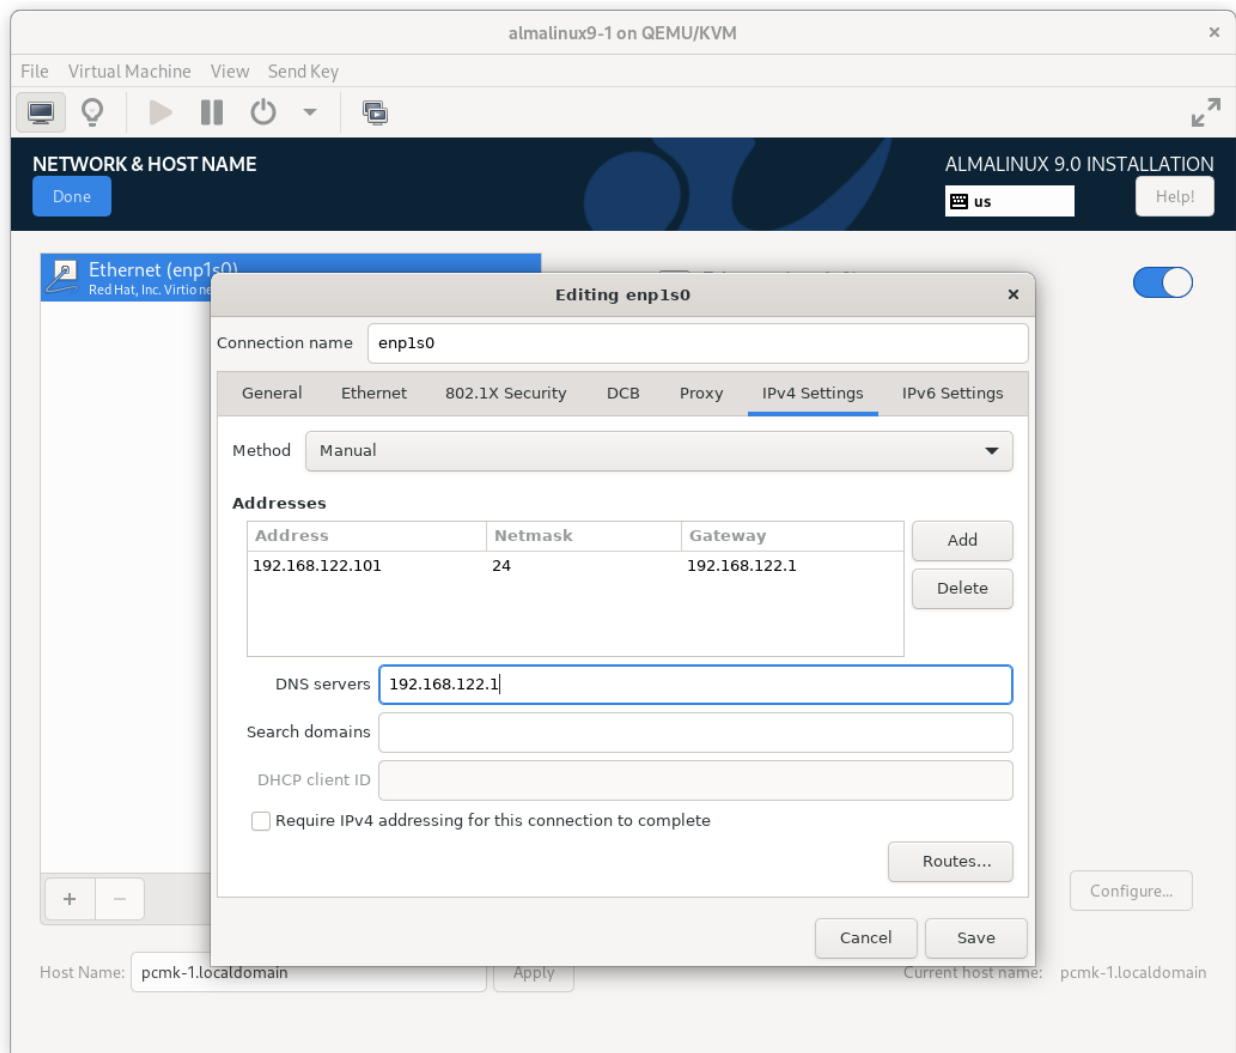 almalinux9-1 on QEMU/KVM
File Virtual Machine View Send Key
NETWORK & HOST NAME
ALMALINUX 9.0 INSTALLATION
Done
us
Help!
Ethernet (enp1s0)
Red Hat, Inc. Virtio ne
Editing enp1s0
Connection name enp1s0
General Ethernet 802.1X Security DCB Proxy IPv4 Settings IPv6 Settings
Method Manual
Addresses
Address Netmask Gateway
192.168.122.101 24 192.168.122.1
Add
Delete
DNS servers 192.168.122.1
Search domains
DHCP client ID
Require IPv4 addressing for this connection to complete
Routes...
Configure...
Cancel Save
Host Name: pcmk-1.localdomain Apply Current host name: pcmk-1.localdomain